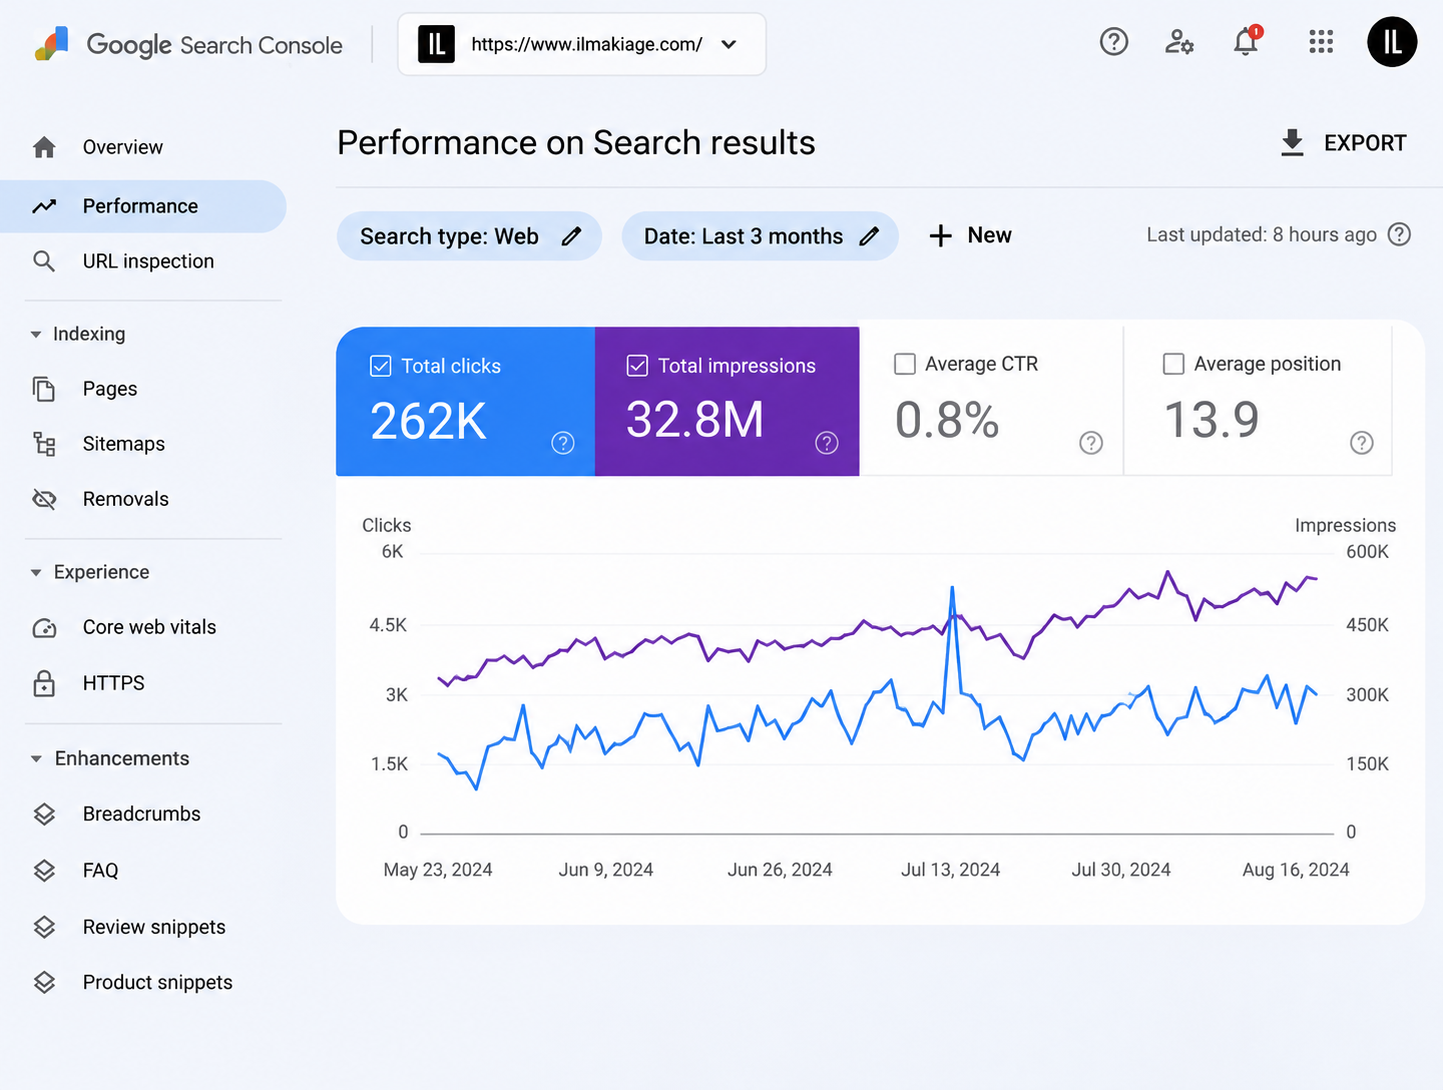 Google Search Console
IL
https://www.ilmakiage.com/
!
IL
Overview
Performance
URL inspection
Indexing
Pages
Sitemaps
Removals
Experience
Core web vitals
HTTPS
Enhancements
Breadcrumbs
FAQ
Review snippets
Product snippets
Performance on Search results
EXPORT
Search type: Web
Date: Last 3 months
New
Last updated: 8 hours ago
Total clicks
262K
Total impressions
32.8M
Average CTR
0.8%
Average position
13.9
Clicks
Impressions
6K
600K
4.5K
450K
3K
300K
1.5K
150K
0
0
May 23, 2024
Jun 9, 2024
Jun 26, 2024
Jul 13, 2024
Jul 30, 2024
Aug 16, 2024